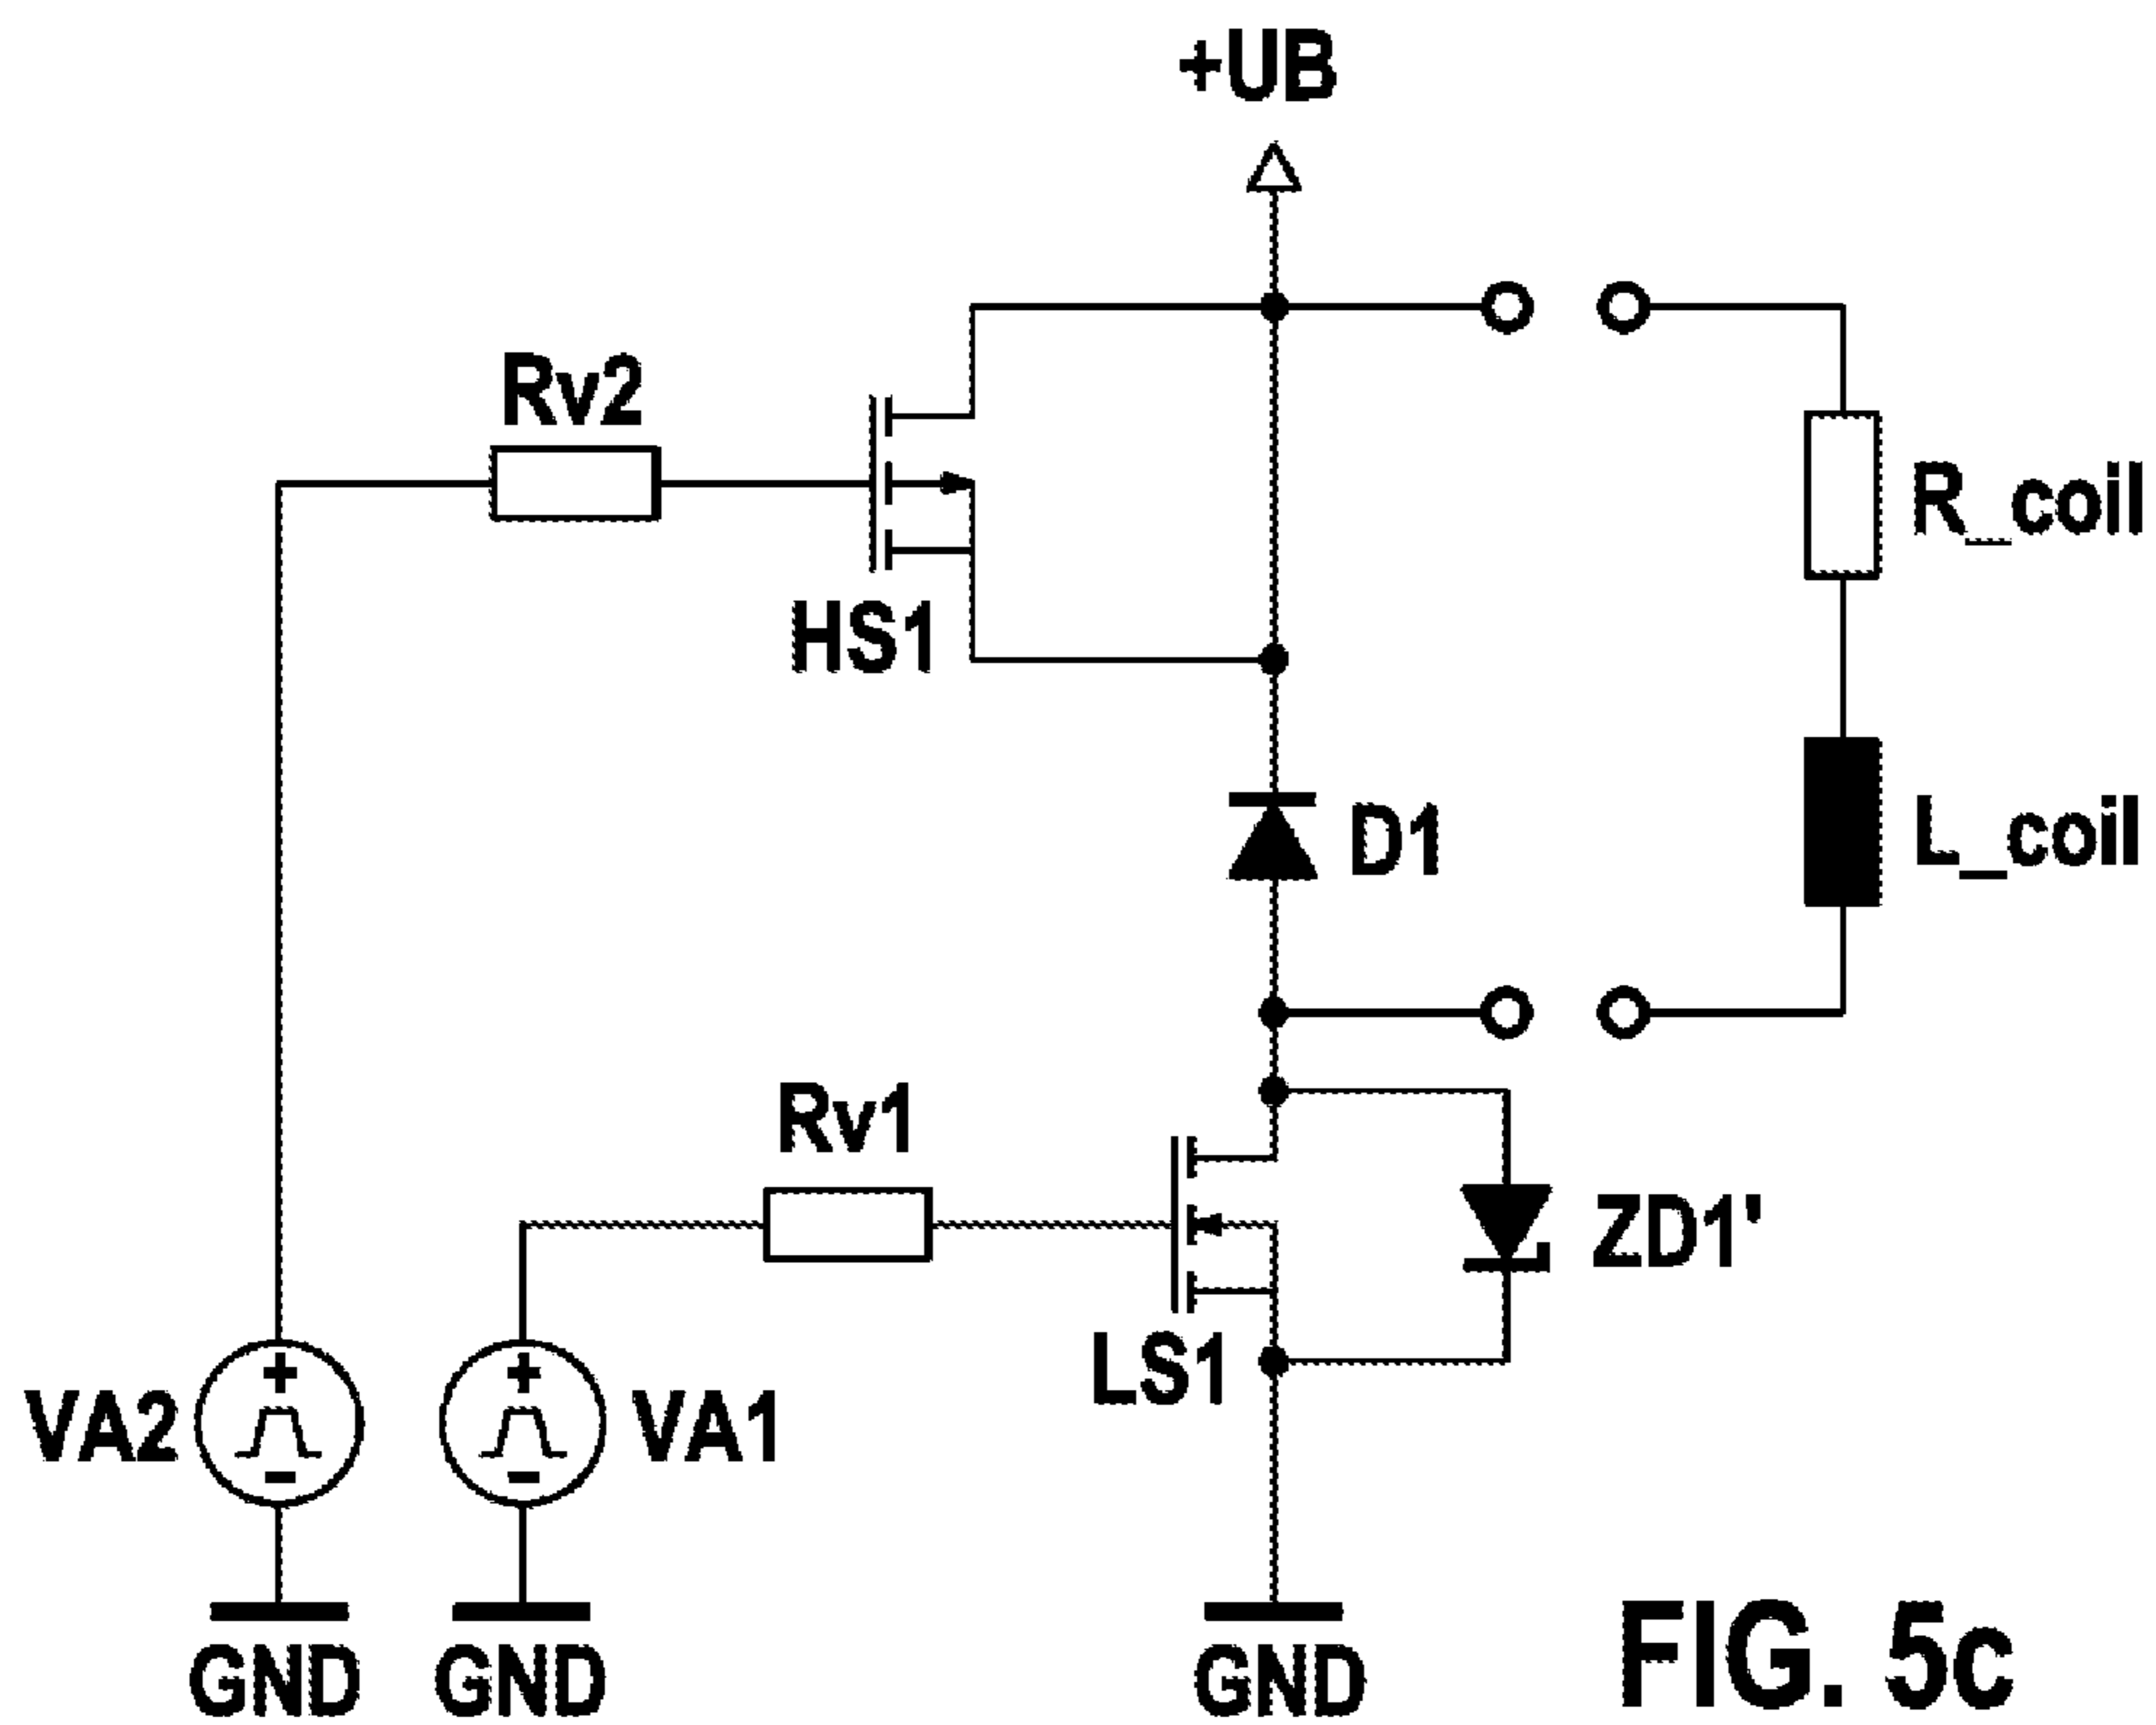 +UB
Rv2
R_coil
HS1
D1
L_coil
Rv1
ZD1'
LS1
+
+
VA2
VA1
-
-
GND
GND
GND
FIG. 5c